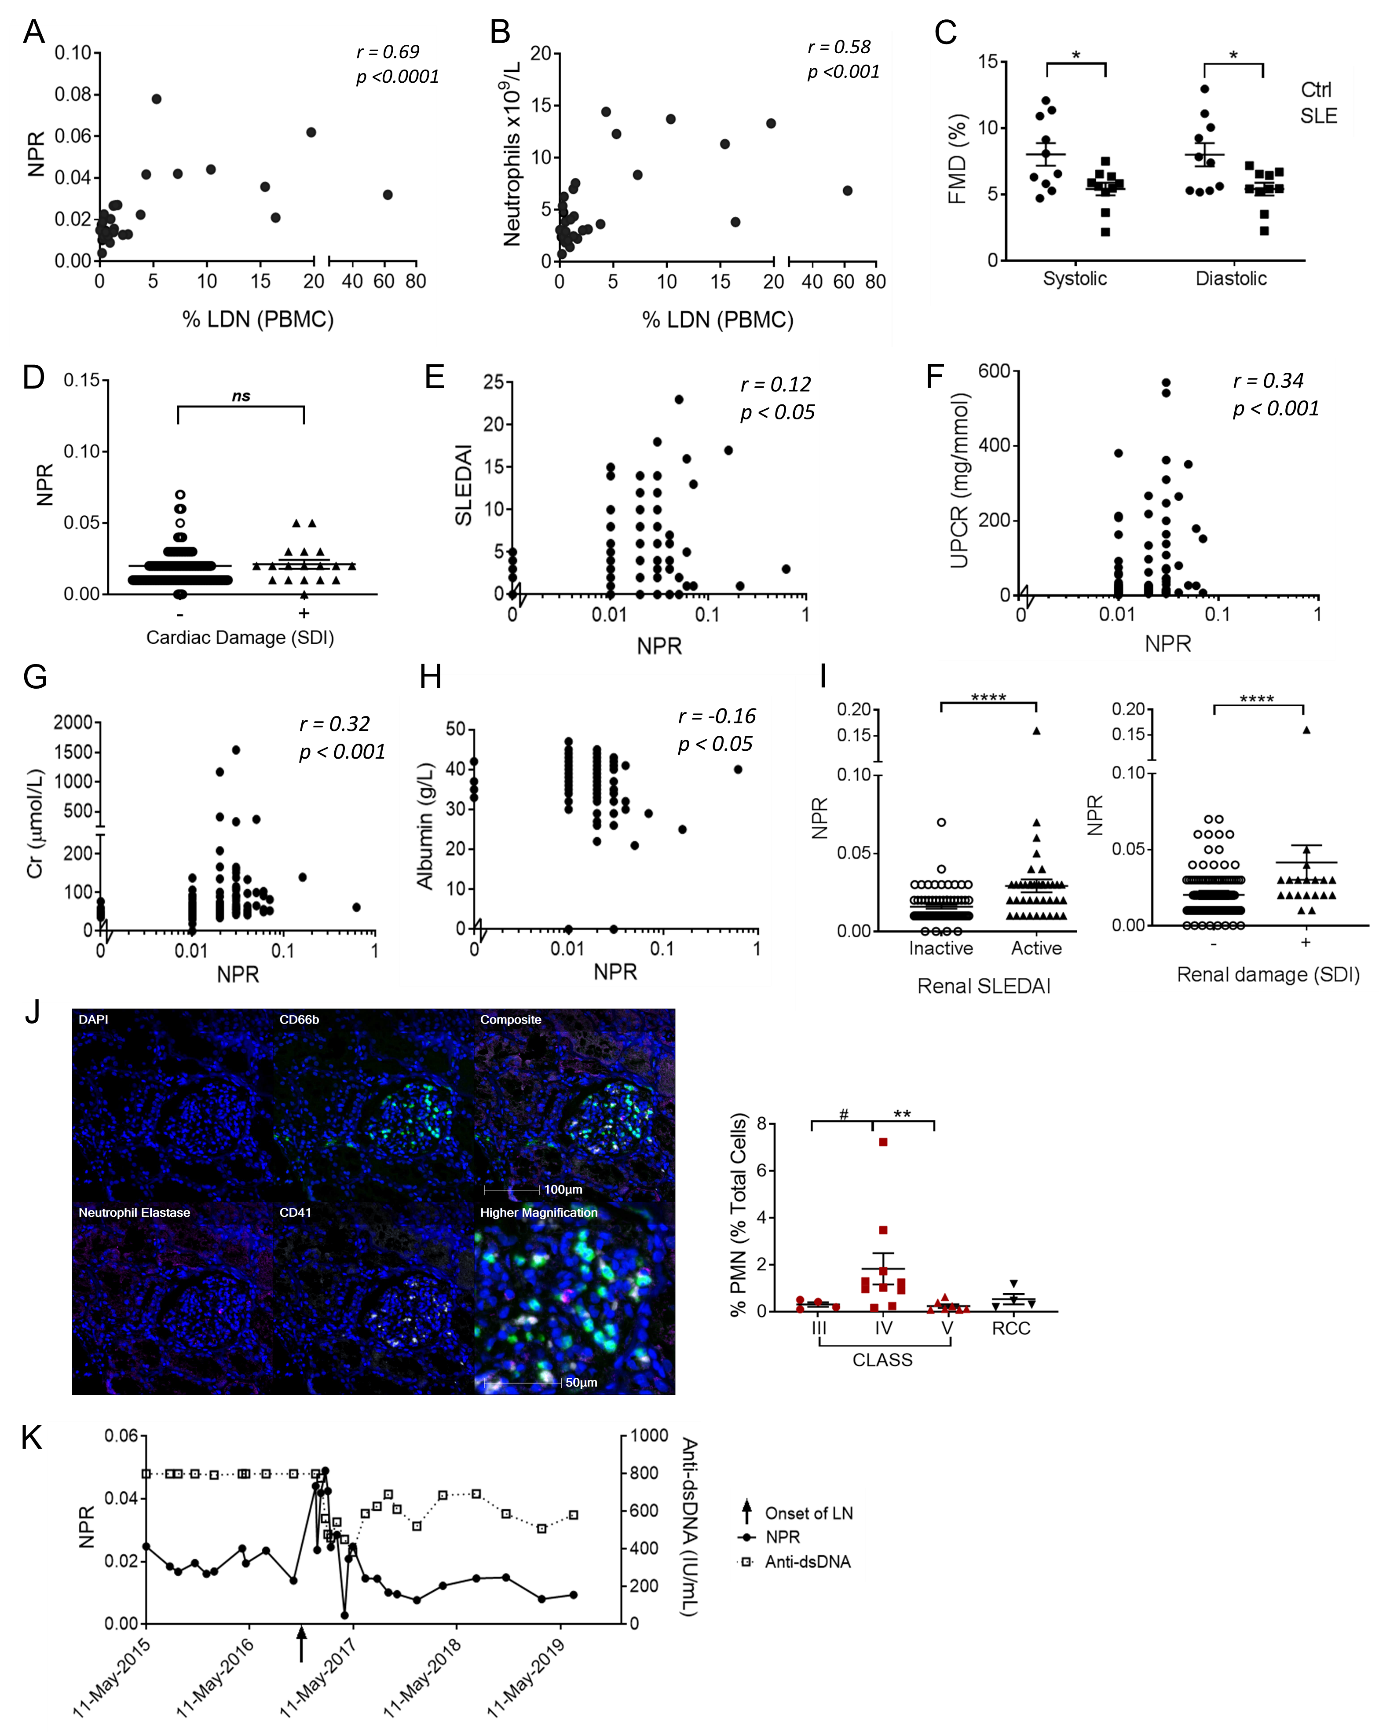 A
r = 0.69
p <0.0001
NPR
0.10
0.08
0.06
0.04
0.02
0.00
0 5 10 15 20 40 60 80
% LDN (PBMC)
B
r = 0.58
p <0.001
Neutrophils x10⁹/L
20
15
10
5
0
0 5 10 15 20 40 60 80
% LDN (PBMC)
C
FMD (%)
15
10
5
0
* *
Systolic Diastolic
Ctrl
SLE
D
NPR
0.15
0.10
0.05
0.00
ns
- +
Cardiac Damage (SDI)
E
r = 0.12
p < 0.05
SLEDAI
25
20
15
10
5
0
0 0.01 0.1 1
NPR
F
r = 0.34
p < 0.001
UPCR (mg/mmol)
600
400
200
0
0 0.01 0.1 1
NPR
G
r = 0.32
p < 0.001
Cr (µmol/L)
2000
1500
1000
500
200
100
0
0 0.01 0.1 1
NPR
H
r = -0.16
p < 0.05
Albumin (g/L)
50
40
30
20
10
0
0 0.01 0.1 1
NPR
I
NPR
0.20
0.15
0.10
0.05
0.00
****
Inactive Active
Renal SLEDAI
NPR
0.20
0.15
0.10
0.05
0.00
****
- +
Renal damage (SDI)
J
DAPI CD66b Composite
100µm
Neutrophil Elastase CD41 Higher Magnification
50µm
% PMN (% Total Cells)
8
6
4
2
0
# **
III IV V RCC
CLASS
K
NPR
0.06
0.04
0.02
0.00
1000
800
600
400
200
0
Anti-dsDNA (IU/mL)
11-May-2015 11-May-2016 11-May-2017 11-May-2018 11-May-2019
Onset of LN
NPR
Anti-dsDNA